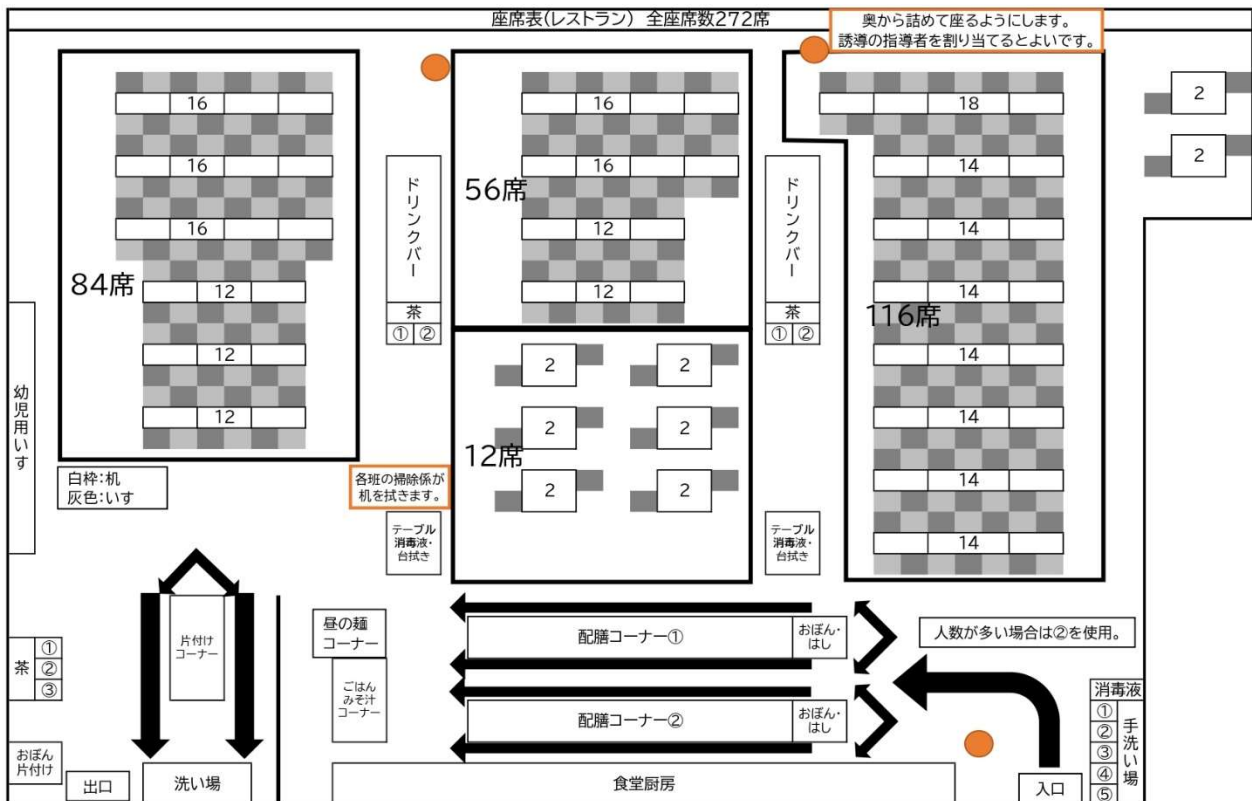 座席表(レストラン) 全座席数272席
奥から詰めて座るようにします。
誘導の指導者を割り当てるとよいです。
16
16
16
12
12
12
84席
16
16
12
12
56席
2
2
2
2
2
2
12席
18
14
14
14
14
14
14
14
116席
2
2
ドリンクバー
茶
① ②
ドリンクバー
茶
① ②
幼児用いす
白枠:机
灰色:いす
各班の掃除係が
机を拭きます。
テーブル
消毒液・
台拭き
テーブル
消毒液・
台拭き
片付け
コーナー
昼の麺
コーナー
ごはん
みそ汁
コーナー
配膳コーナー①
おぼん・
はし
配膳コーナー②
おぼん・
はし
人数が多い場合は②を使用。
茶
①
②
③
消毒液
①
②
③
④
⑤
手洗い場
おぼん
片付け
出口
洗い場
食堂厨房
入口